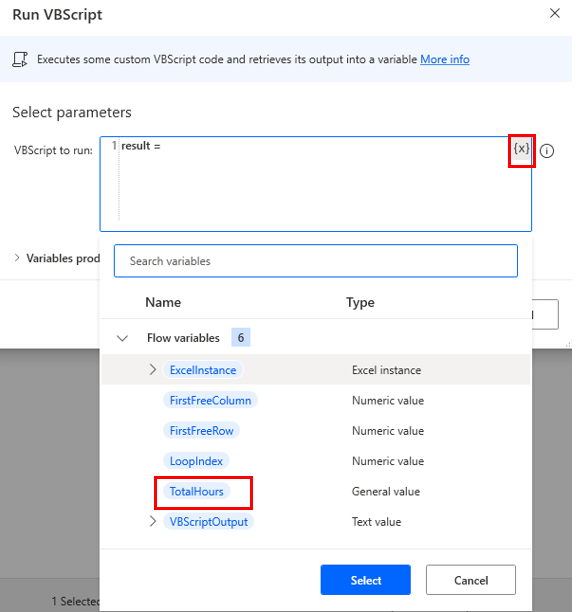 Run VBScript
Executes some custom VBScript code and retrieves its output into a variable More info
Select parameters
VBScript to run:
1 result =
{x}
Variables prod
Search variables
Name Type
Flow variables 6
ExcelInstance Excel instance
FirstFreeColumn Numeric value
FirstFreeRow Numeric value
LoopIndex Numeric value
TotalHours General value
VBScriptOutput Text value
Select Cancel
1 Selected